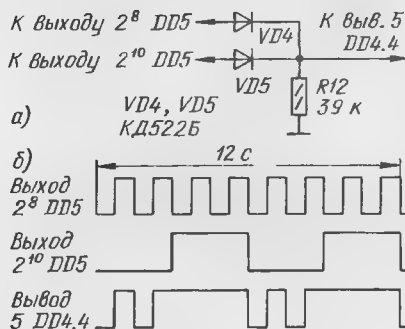 К выходу 2⁸ DD5
VD4
К выв. 5
DD4.4
К выходу 2¹⁰ DD5
VD5
R12
39 к
а)
VD4, VD5
КД522Б
б)
12 с
Выход
2⁸ DD5
Выход
2¹⁰ DD5
Вывод
5 DD4.4